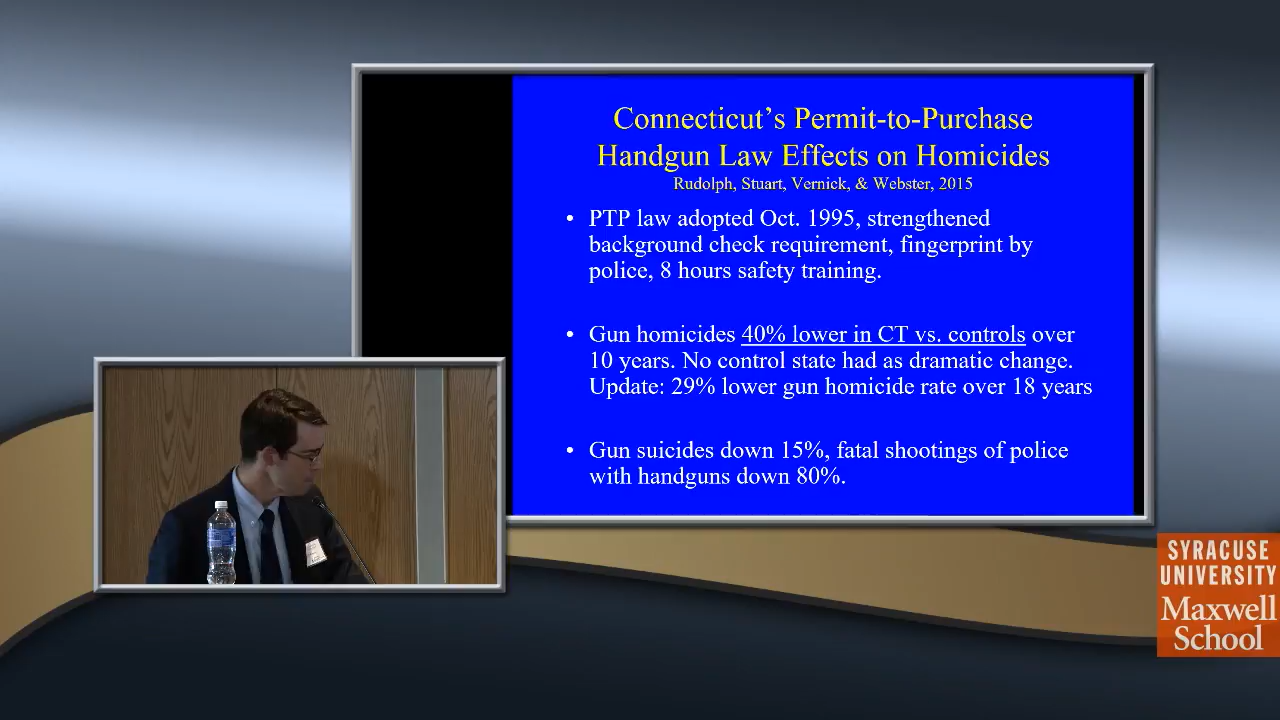 Connecticut's Permit-to-Purchase
Handgun Law Effects on Homicides
Rudolph, Stuart, Vernick, & Webster, 2015
• PTP law adopted Oct. 1995, strengthened
background check requirement, fingerprint by
police, 8 hours safety training.
• Gun homicides 40% lower in CT vs. controls over
10 years. No control state had as dramatic change.
Update: 29% lower gun homicide rate over 18 years
• Gun suicides down 15%, fatal shootings of police
with handguns down 80%.
SYRACUSE
UNIVERSITY
Maxwell
School